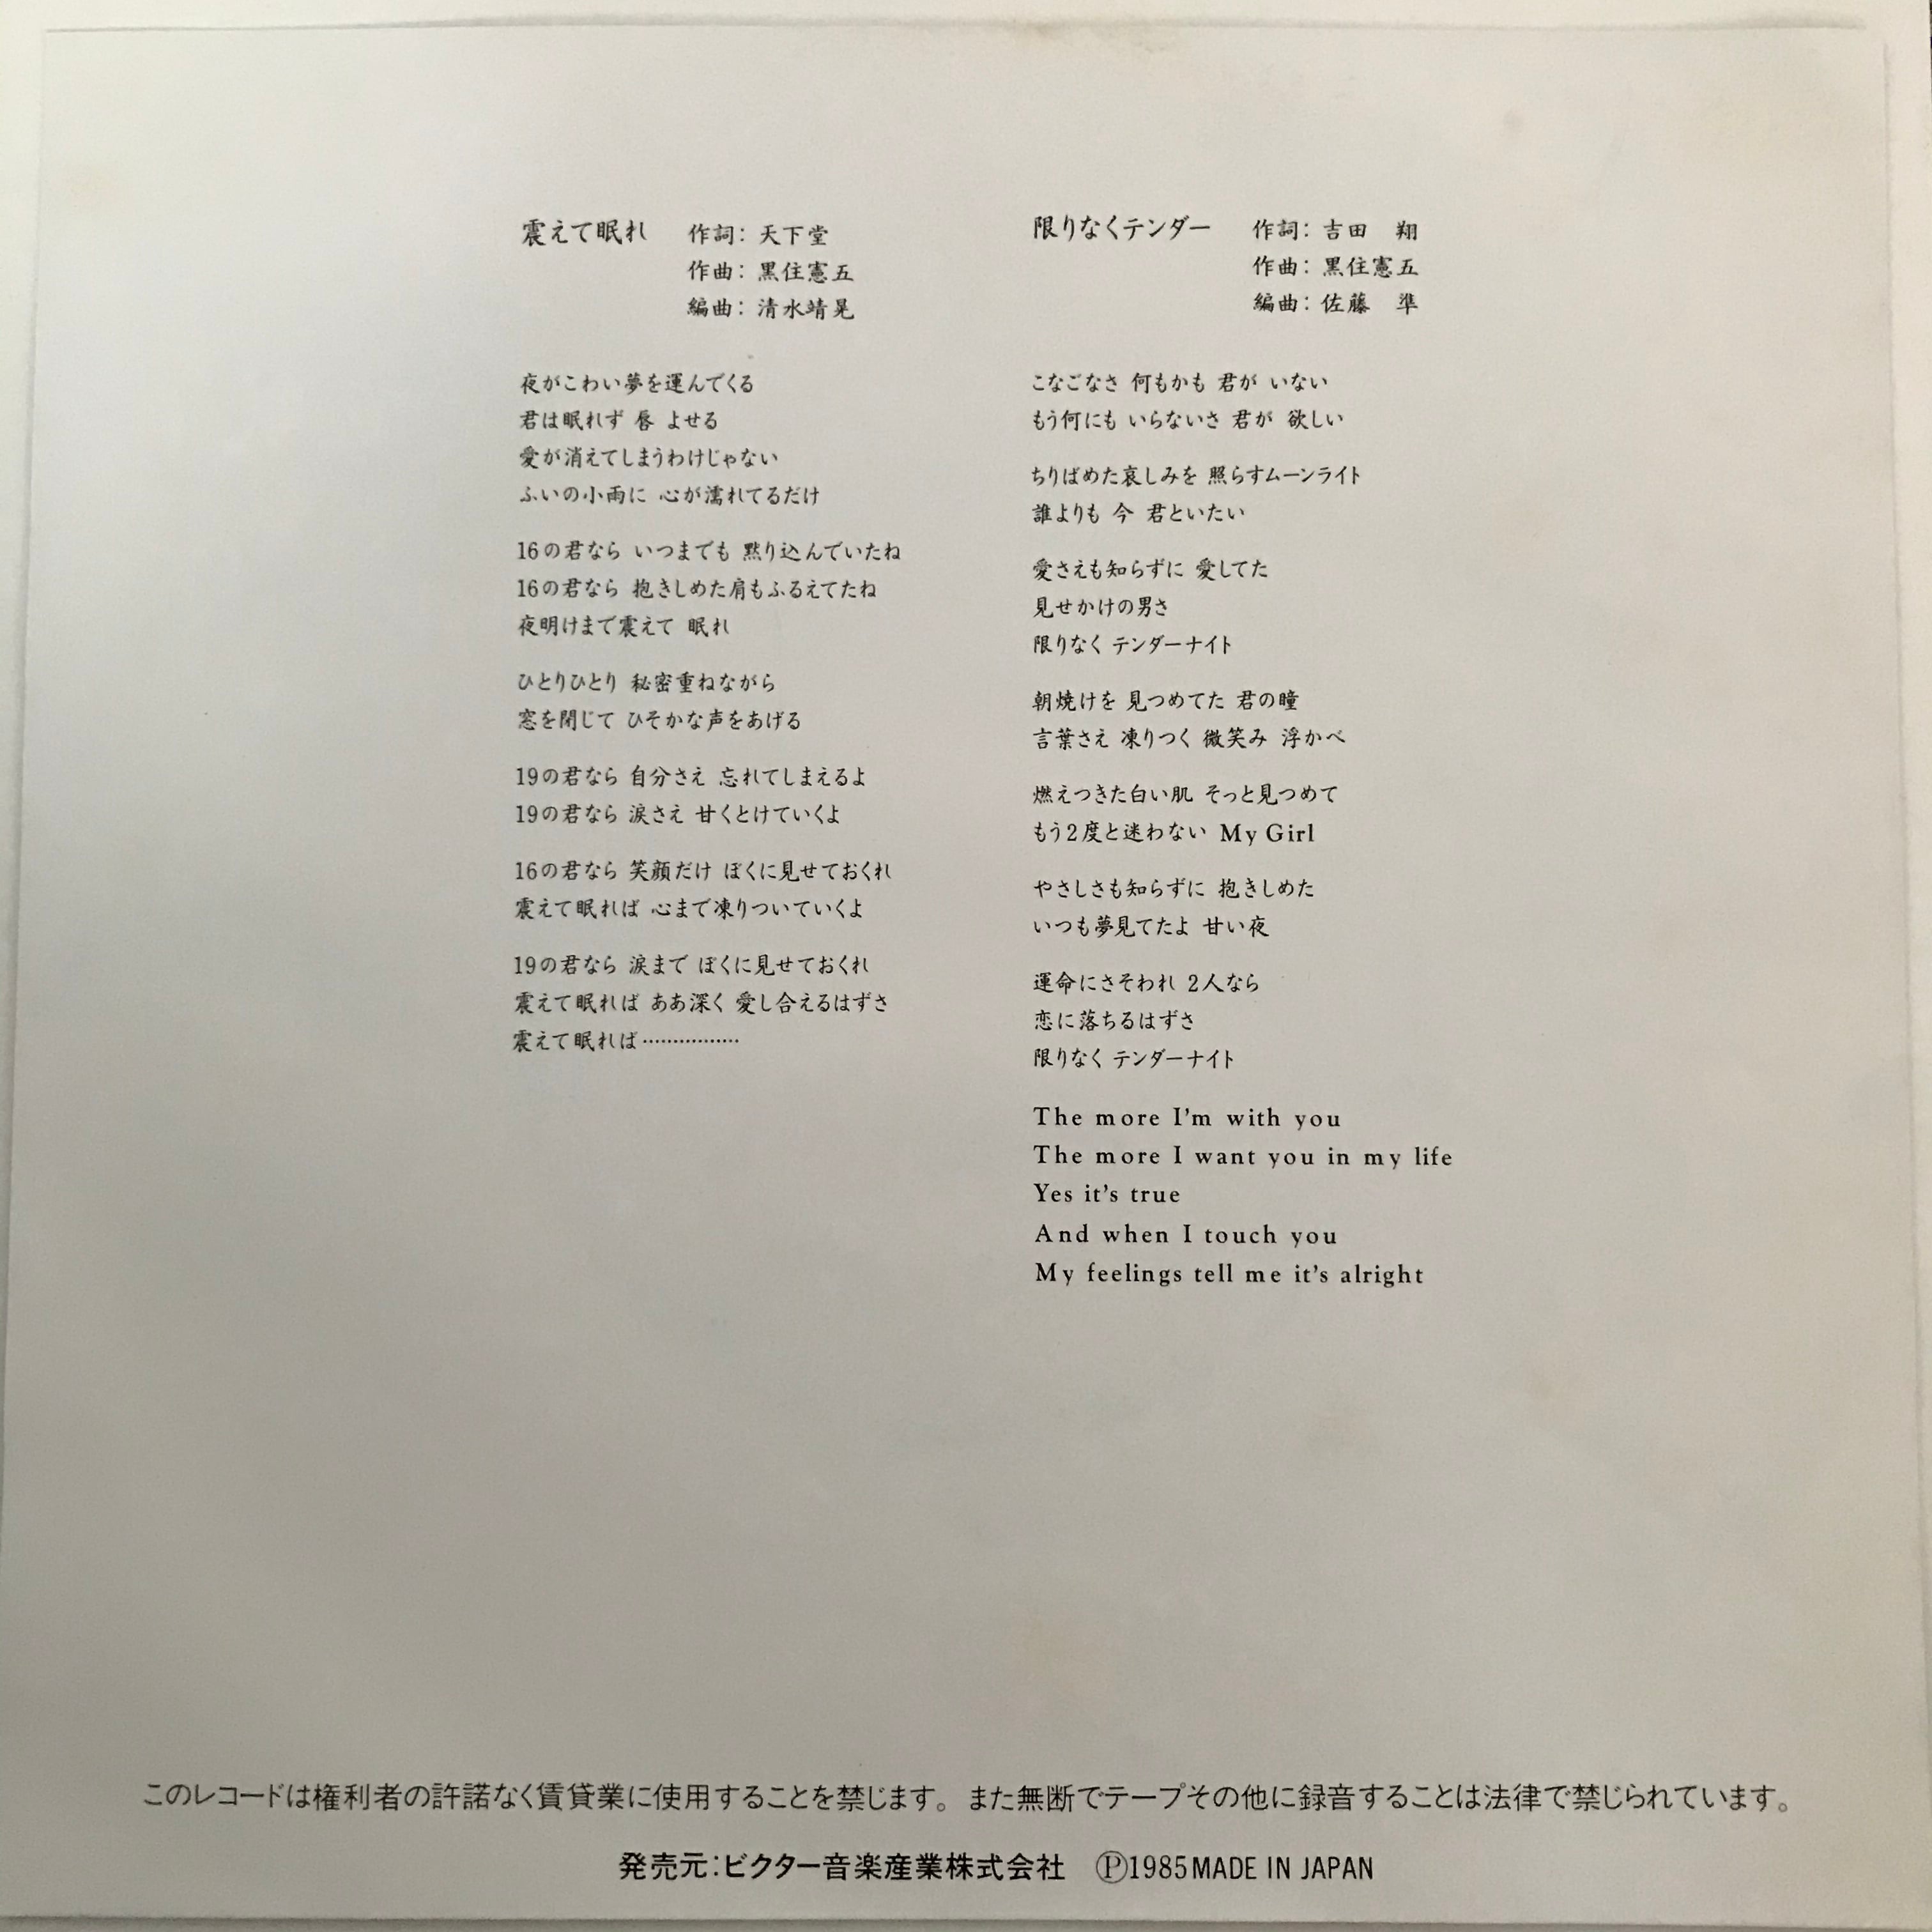 震えて眠れ 作詞：天下堂
作曲：黒住憲五
編曲：清水靖晃
夜がこわい夢を運んでくる
君は眠れず 唇 よせる
愛が消えてしまうわけじゃない
ふいの小雨に 心が濡れてるだけ
16の君なら いつまでも 黙り込んでいたね
16の君なら 抱きしめた肩もふるえてたね
夜明けまで震えて 眠れ
ひとりひとり 秘密重ねながら
窓を閉じて ひそかな声をあげる
19の君なら 自分さえ 忘れてしまえるよ
19の君なら 涙さえ 甘くとけていくよ
16の君なら 笑顔だけ ぼくに見せておくれ
震えて眠れば 心まで凍りついていくよ
19の君なら 涙まで ぼくに見せておくれ
震えて眠れば ああ深く 愛し合えるはずさ
震えて眠れば················
限りなくテンダー 作詞：吉田　翔
作曲：黒住憲五
編曲：佐藤　準
こなごなさ 何もかも 君が いない
もう何にも いらないさ 君が 欲しい
ちりばめた哀しみを 照らすムーンライト
誰よりも 今 君といたい
愛さえも知らずに 愛してた
見せかけの男さ
限りなく テンダーナイト
朝焼けを 見つめてた 君の瞳
言葉さえ 凍りつく 微笑み 浮かべ
燃えつきた白い肌 そっと見つめて
もう2度と迷わない My Girl
やさしさも知らずに 抱きしめた
いつも夢見てたよ 甘い夜
運命にさそわれ 2人なら
恋に落ちるはずさ
限りなく テンダーナイト
The more I'm with you
The more I want you in my life
Yes it's true
And when I touch you
My feelings tell me it's alright
このレコードは権利者の許諾なく賃貸業に使用することを禁じます。また無断でテープその他に録音することは法律で禁じられています。
発売元：ビクター音楽産業株式会社　Ⓟ1985 MADE IN JAPAN